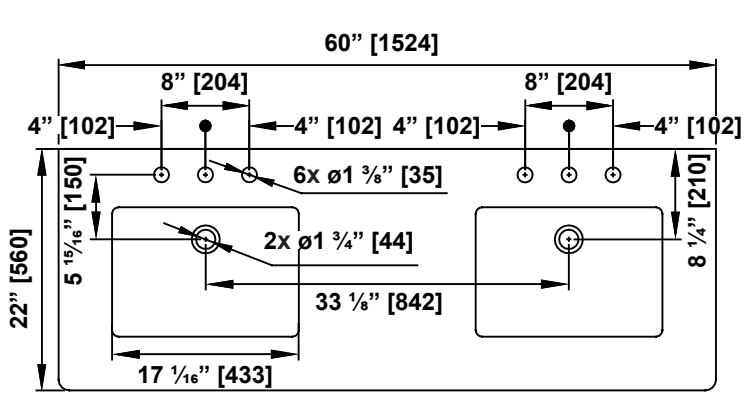 60” [1524]
8” [204] 8” [204]
4” [102] 4” [102] 4” [102] 4” [102]
6x ø1 ⅜” [35]
5 ¹⁵⁄₁₆” [150]
8 ¼” [210]
22” [560]
2x ø1 ¾” [44]
33 ⅛” [842]
17 ¹⁄₁₆” [433]